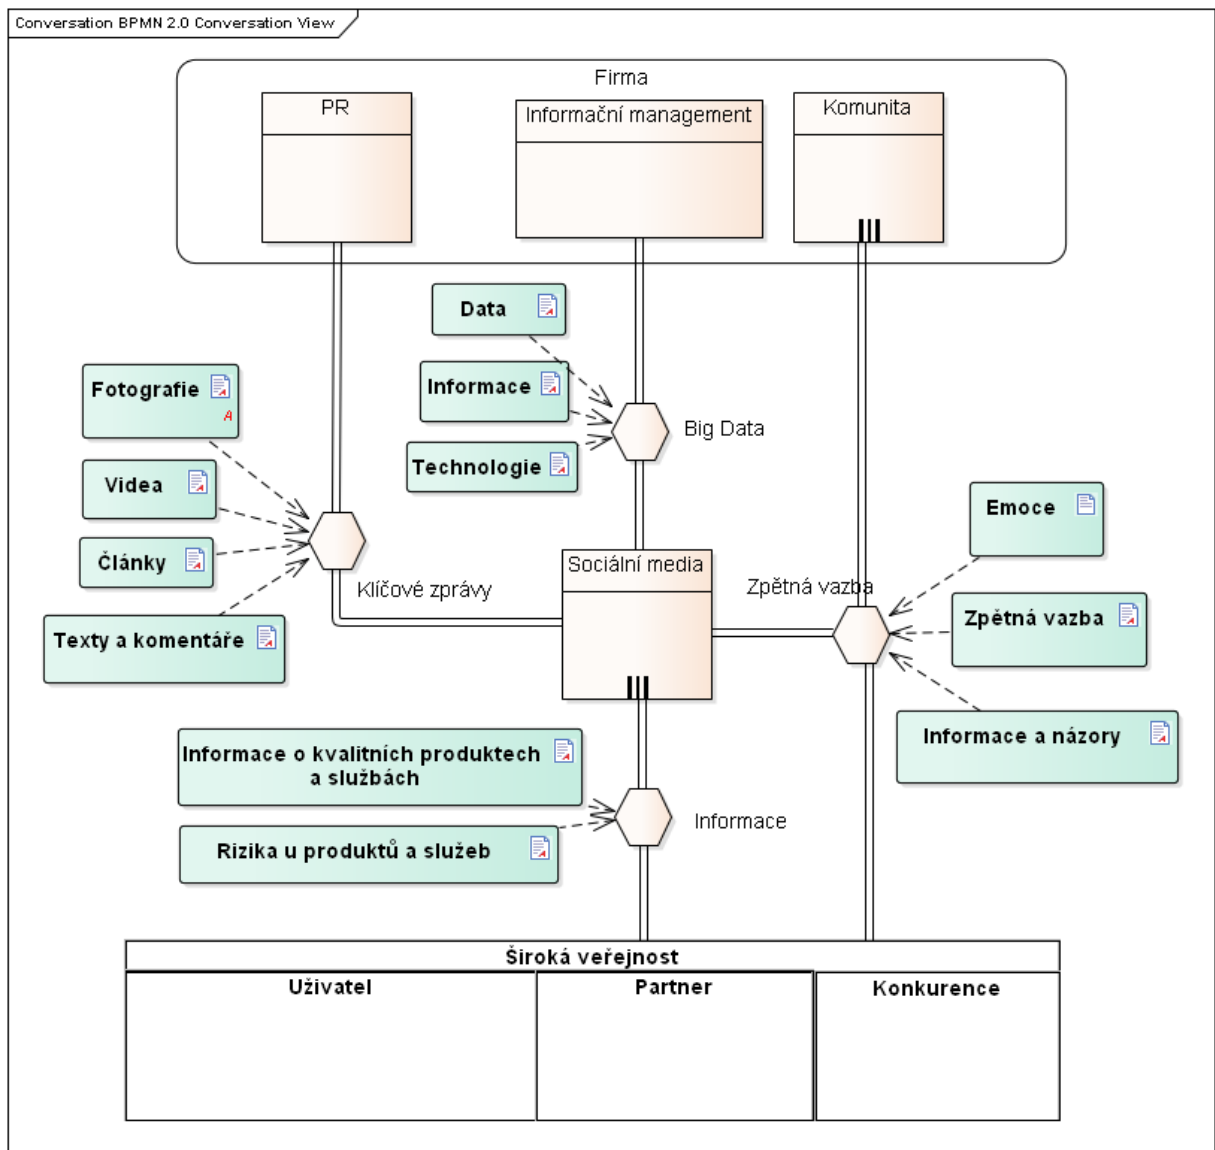 Conversation BPMN 2.0 Conversation View
Firma
PR
Informační management
Komunita
Data
Fotografie
A
Informace
Big Data
Technologie
Videa
Emoce
Články
Sociální media
Zpětná vazba
Klíčové zprávy
Zpětná vazba
Texty a komentáře
Informace a názory
Informace o kvalitních produktech
a službách
Informace
Rizika u produktů a služeb
Široká veřejnost
Uživatel
Partner
Konkurence